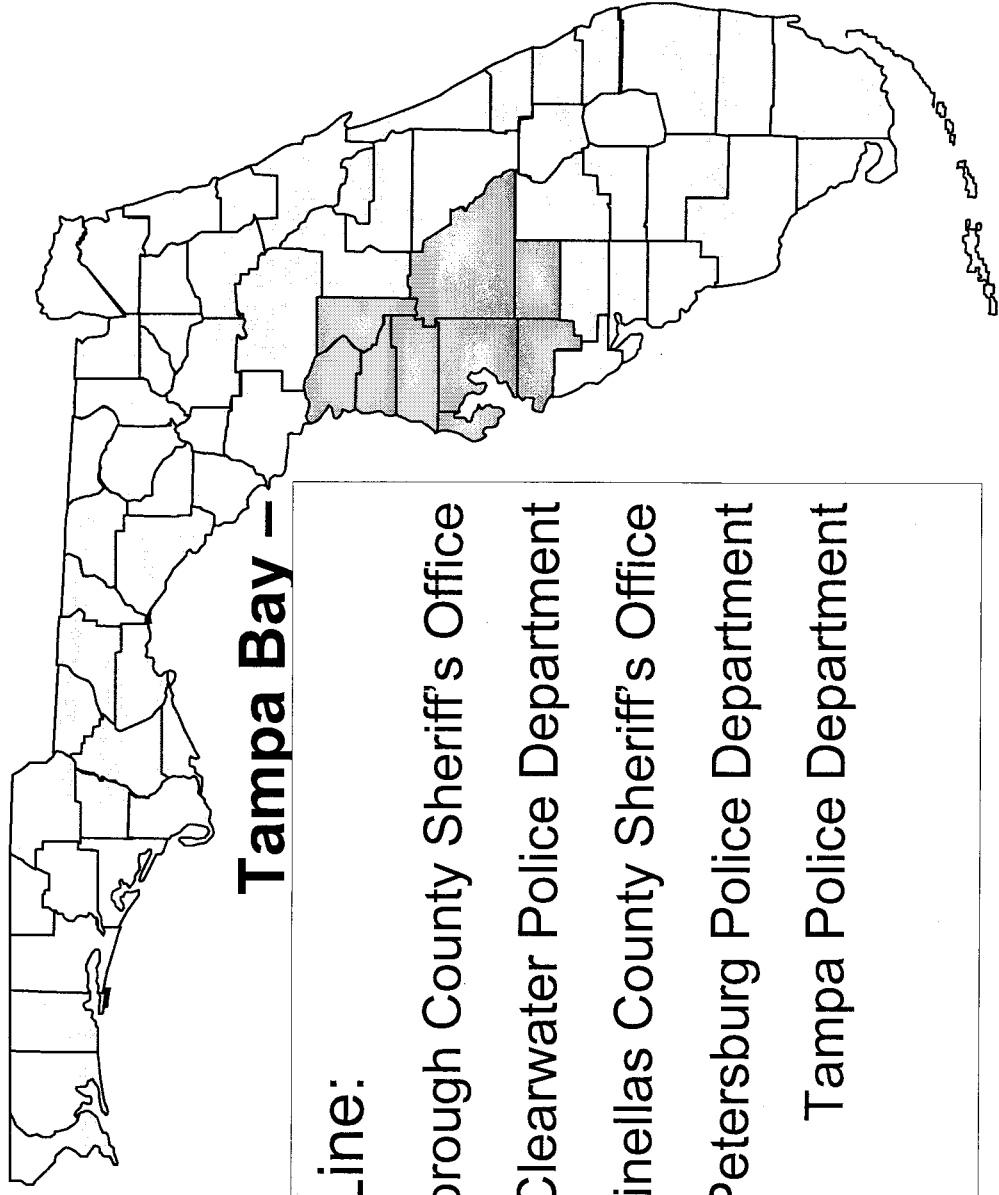 Tampa Bay –
Line:
orough County Sheriff's Office
Clearwater Police Department
inellas County Sheriff's Office
Petersburg Police Department
Tampa Police Department